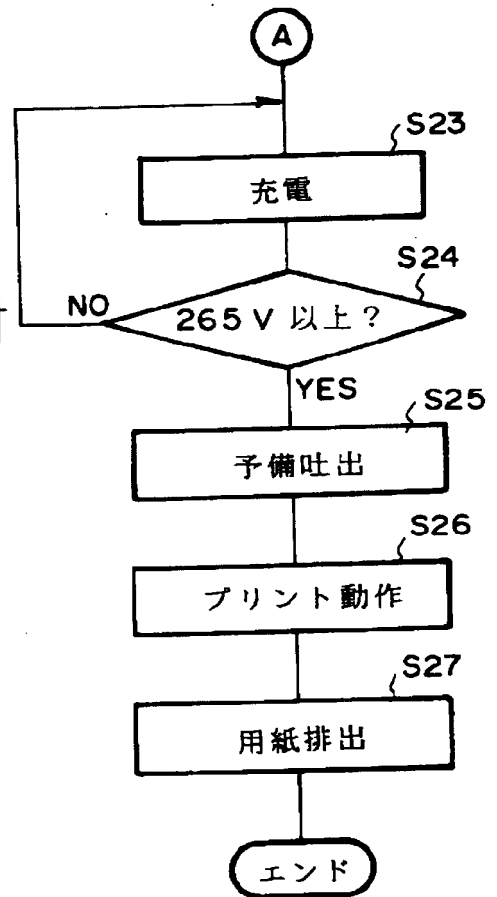 A
S23
充電
S24
265V 以上?
NO
YES
S25
予備吐出
S26
プリント動作
S27
用紙排出
エンド